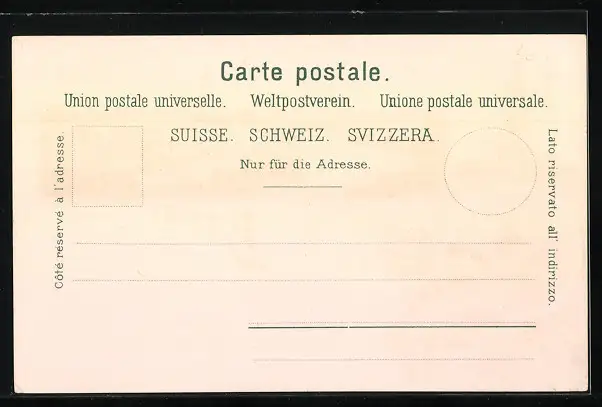 Carte postale.
Union postale universelle. Weltpostverein. Unione postale universale.
SUISSE. SCHWEIZ. SVIZZERA.
Nur für die Adresse.
Côté réservé à l'adresse.
Lato riservato all' indirizzo.